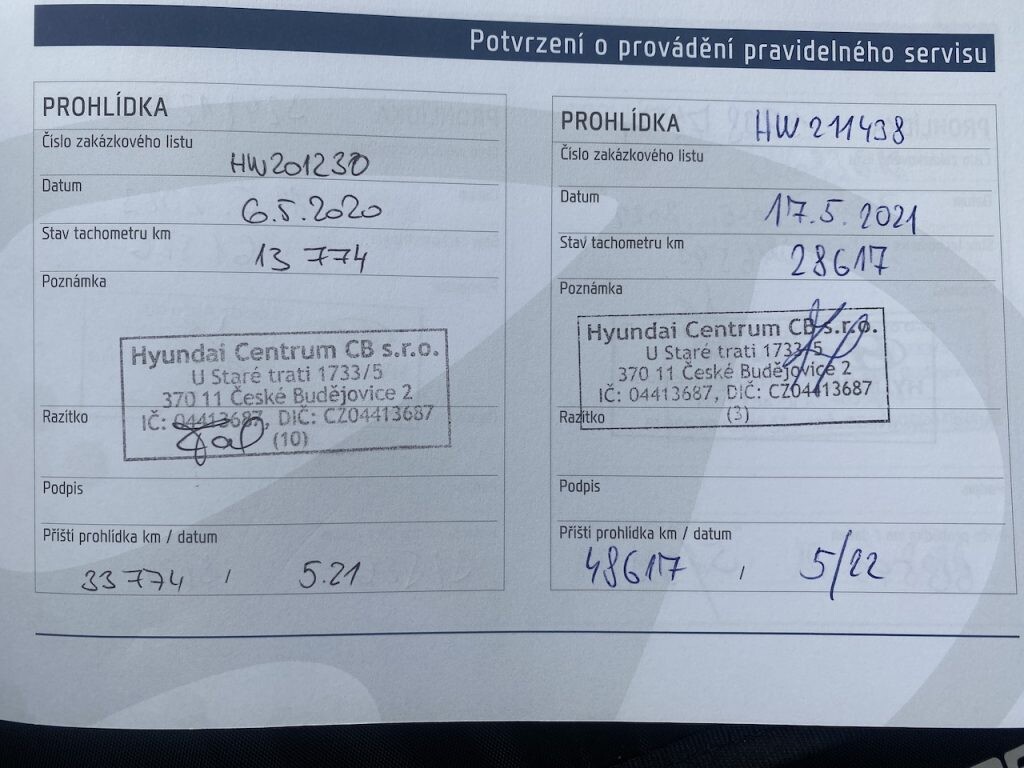 Potvrzení o provádění pravidelného servisu
PROHLÍDKA
Číslo zakázkového listu
HW201230
Datum
6.5.2020
Stav tachometru km
13 774
Poznámka
Hyundai Centrum CB s.r.o.
U Staré trati 1733/5
370 11 České Budějovice 2
IČ: 04413687, DIČ: CZ04413687
(10)
Razítko
Podpis
Příští prohlídka km / datum
33 774 / 5.21
PROHLÍDKA HW211438
Číslo zakázkového listu
Datum
17.5.2021
Stav tachometru km
28617
Poznámka
Hyundai Centrum CB s.r.o.
U Staré trati 1733/5
370 11 České Budějovice 2
IČ: 04413687, DIČ: CZ04413687
(3)
Razítko
Podpis
Příští prohlídka km / datum
48617 / 5/22